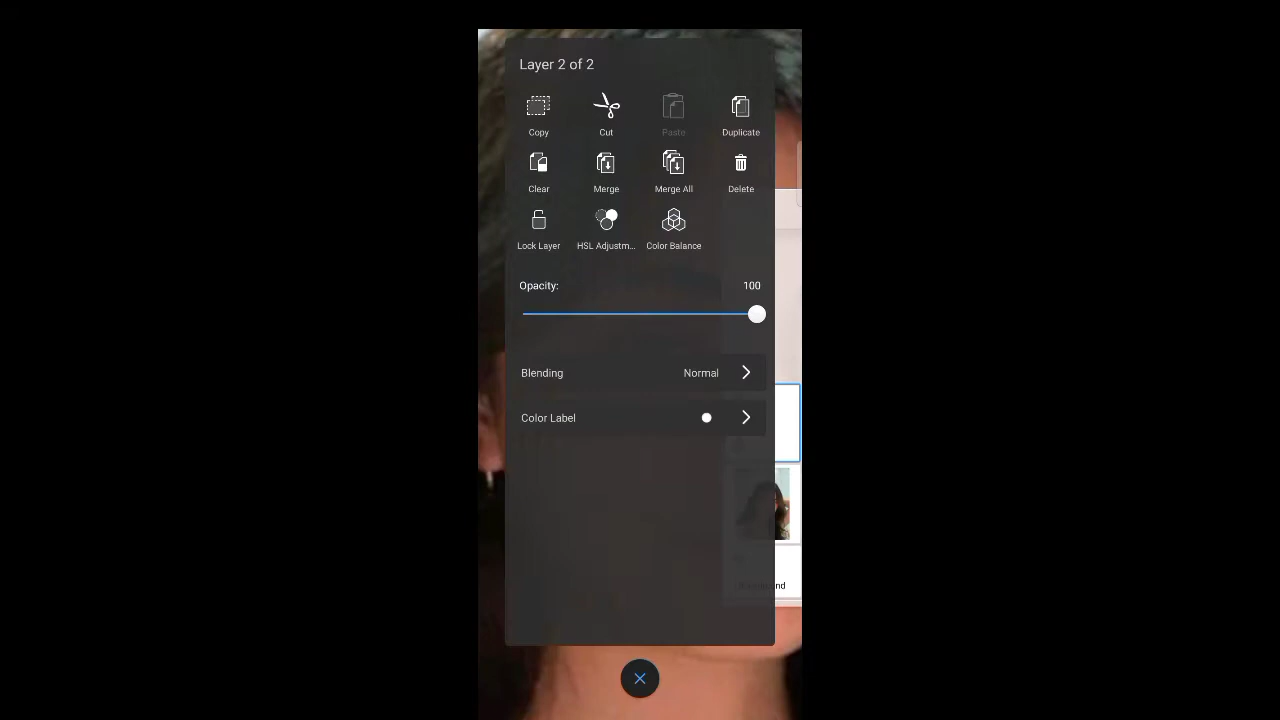 Layer 2 of 2
Copy Cut Paste Duplicate
Clear Merge Merge All Delete
Lock Layer HSL Adjustm... Color Balance
Opacity: 100
Blending Normal
Color Label